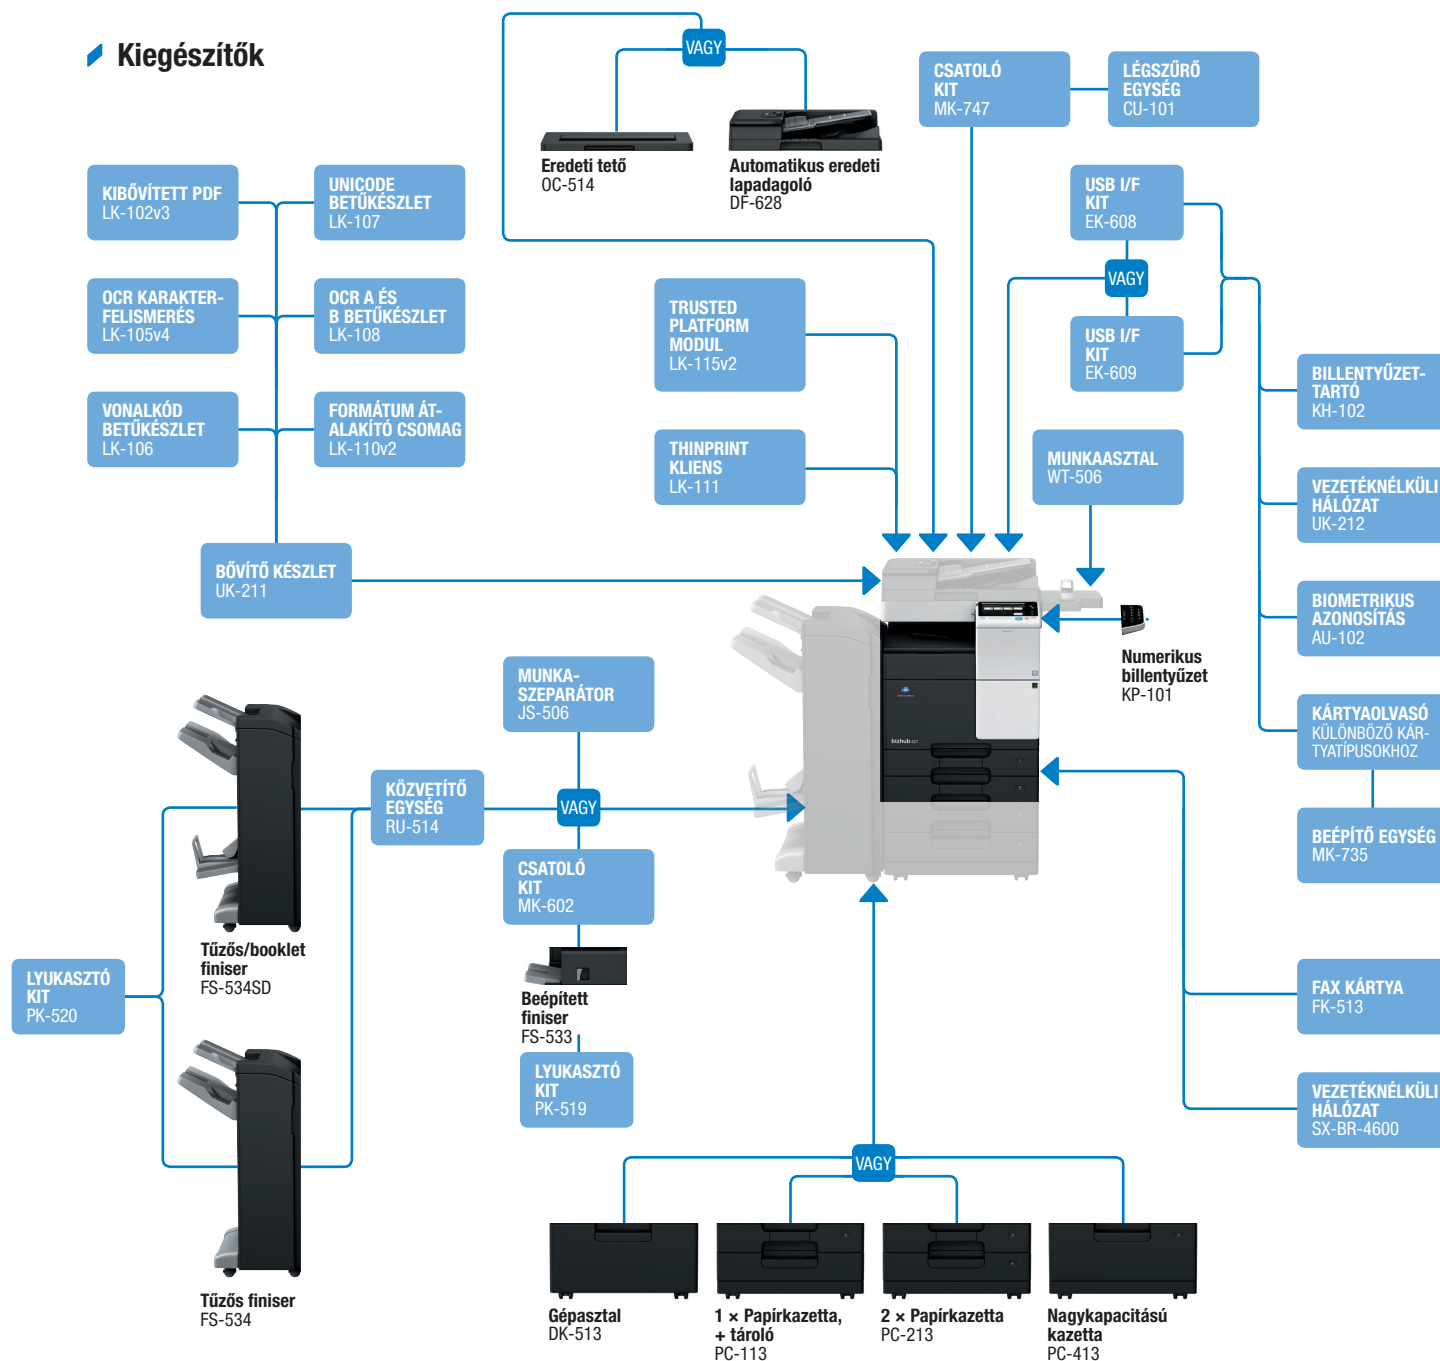 Kiegészítők
VAGY
Eredeti tető
OC-514
Automatikus eredeti
lapadagoló
DF-628
CSATOLÓ
KIT
MK-747
LÉGSZŰRŐ
EGYSÉG
CU-101
KIBŐVÍTETT PDF
LK-102v3
UNICODE
BETŰKÉSZLET
LK-107
OCR KARAKTER-
FELISMERÉS
LK-105v4
OCR A ÉS
B BETŰKÉSZLET
LK-108
VONALKÓD
BETŰKÉSZLET
LK-106
FORMÁTUM ÁT-
ALAKÍTÓ CSOMAG
LK-110v2
BŐVÍTŐ KÉSZLET
UK-211
TRUSTED
PLATFORM
MODUL
LK-115v2
THINPRINT
KLIENS
LK-111
USB I/F
KIT
EK-608
VAGY
USB I/F
KIT
EK-609
MUNKAASZTAL
WT-506
BILLENTYŰZET-
TARTÓ
KH-102
VEZETÉKNÉLKÜLI
HÁLÓZAT
UK-212
BIOMETRIKUS
AZONOSÍTÁS
AU-102
KÁRTYAOLVASÓ
KÜLÖNBÖZŐ KÁR-
TYATÍPUSOKHOZ
BEÉPÍTŐ EGYSÉG
MK-735
Numerikus
billentyűzet
KP-101
bizhub 227
MUNKA-
SZEPARÁTOR
JS-506
KÖZVETÍTŐ
EGYSÉG
RU-514
VAGY
CSATOLÓ
KIT
MK-602
Beépített
finiser
FS-533
LYUKASZTÓ
KIT
PK-519
Tűzős/booklet
finiser
FS-534SD
LYUKASZTÓ
KIT
PK-520
Tűzős finiser
FS-534
FAX KÁRTYA
FK-513
VEZETÉKNÉLKÜLI
HÁLÓZAT
SX-BR-4600
VAGY
Gépasztal
DK-513
1 × Papírkazetta,
+ tároló
PC-113
2 × Papírkazetta
PC-213
Nagykapacitású
kazetta
PC-413